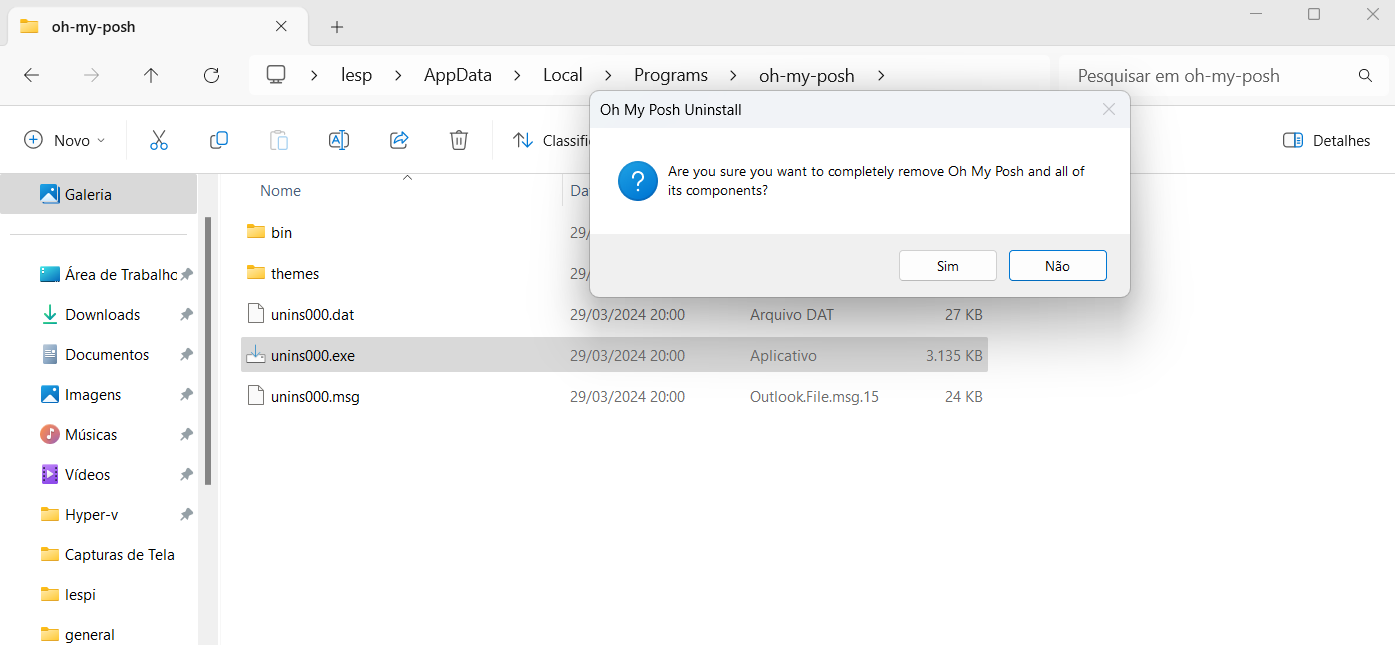 oh-my-posh
lesp AppData Local Programs oh-my-posh
Pesquisar em oh-my-posh
Novo
Classifi
Detalhes
Oh My Posh Uninstall
Are you sure you want to completely remove Oh My Posh and all of
its components?
Sim Não
Galeria
Área de Trabalho
Downloads
Documentos
Imagens
Músicas
Vídeos
Hyper-v
Capturas de Tela
lespi
general
Nome Da
bin 29/
themes 29/
unins000.dat 29/03/2024 20:00 Arquivo DAT 27 KB
unins000.exe 29/03/2024 20:00 Aplicativo 3.135 KB
unins000.msg 29/03/2024 20:00 Outlook.File.msg.15 24 KB